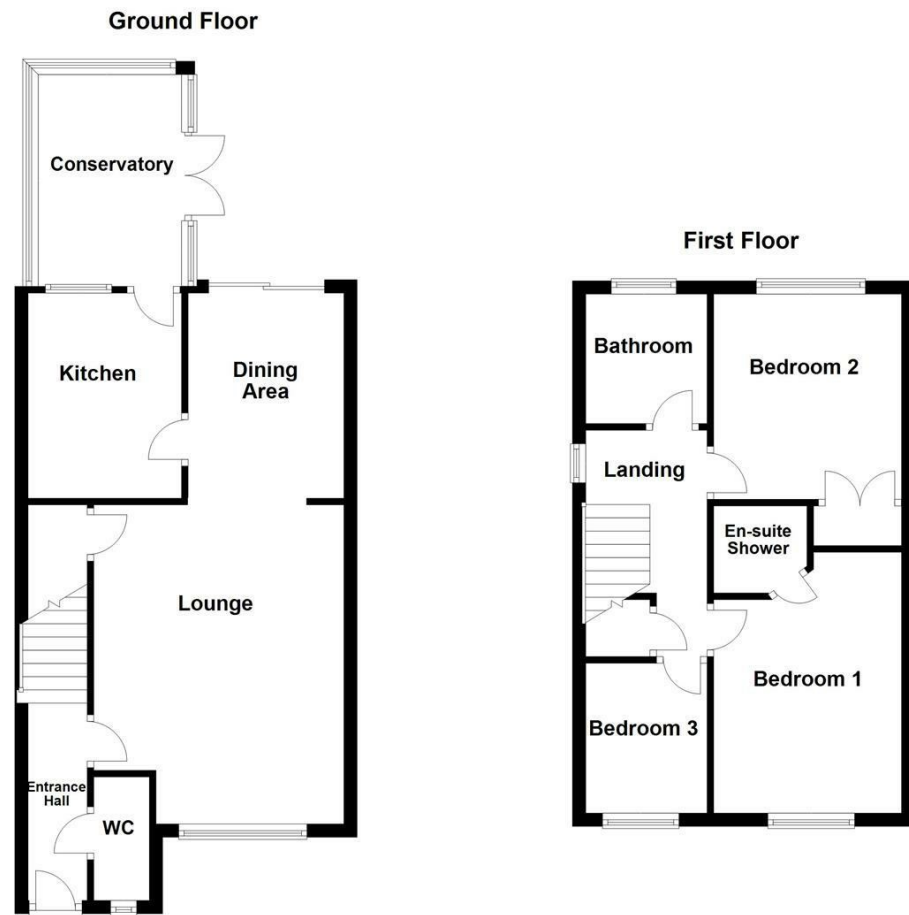 Ground Floor
Conservatory
Kitchen
Dining
Area
Lounge
Entrance
Hall
WC
First Floor
Bathroom
Bedroom 2
Landing
En-suite
Shower
Bedroom 1
Bedroom 3